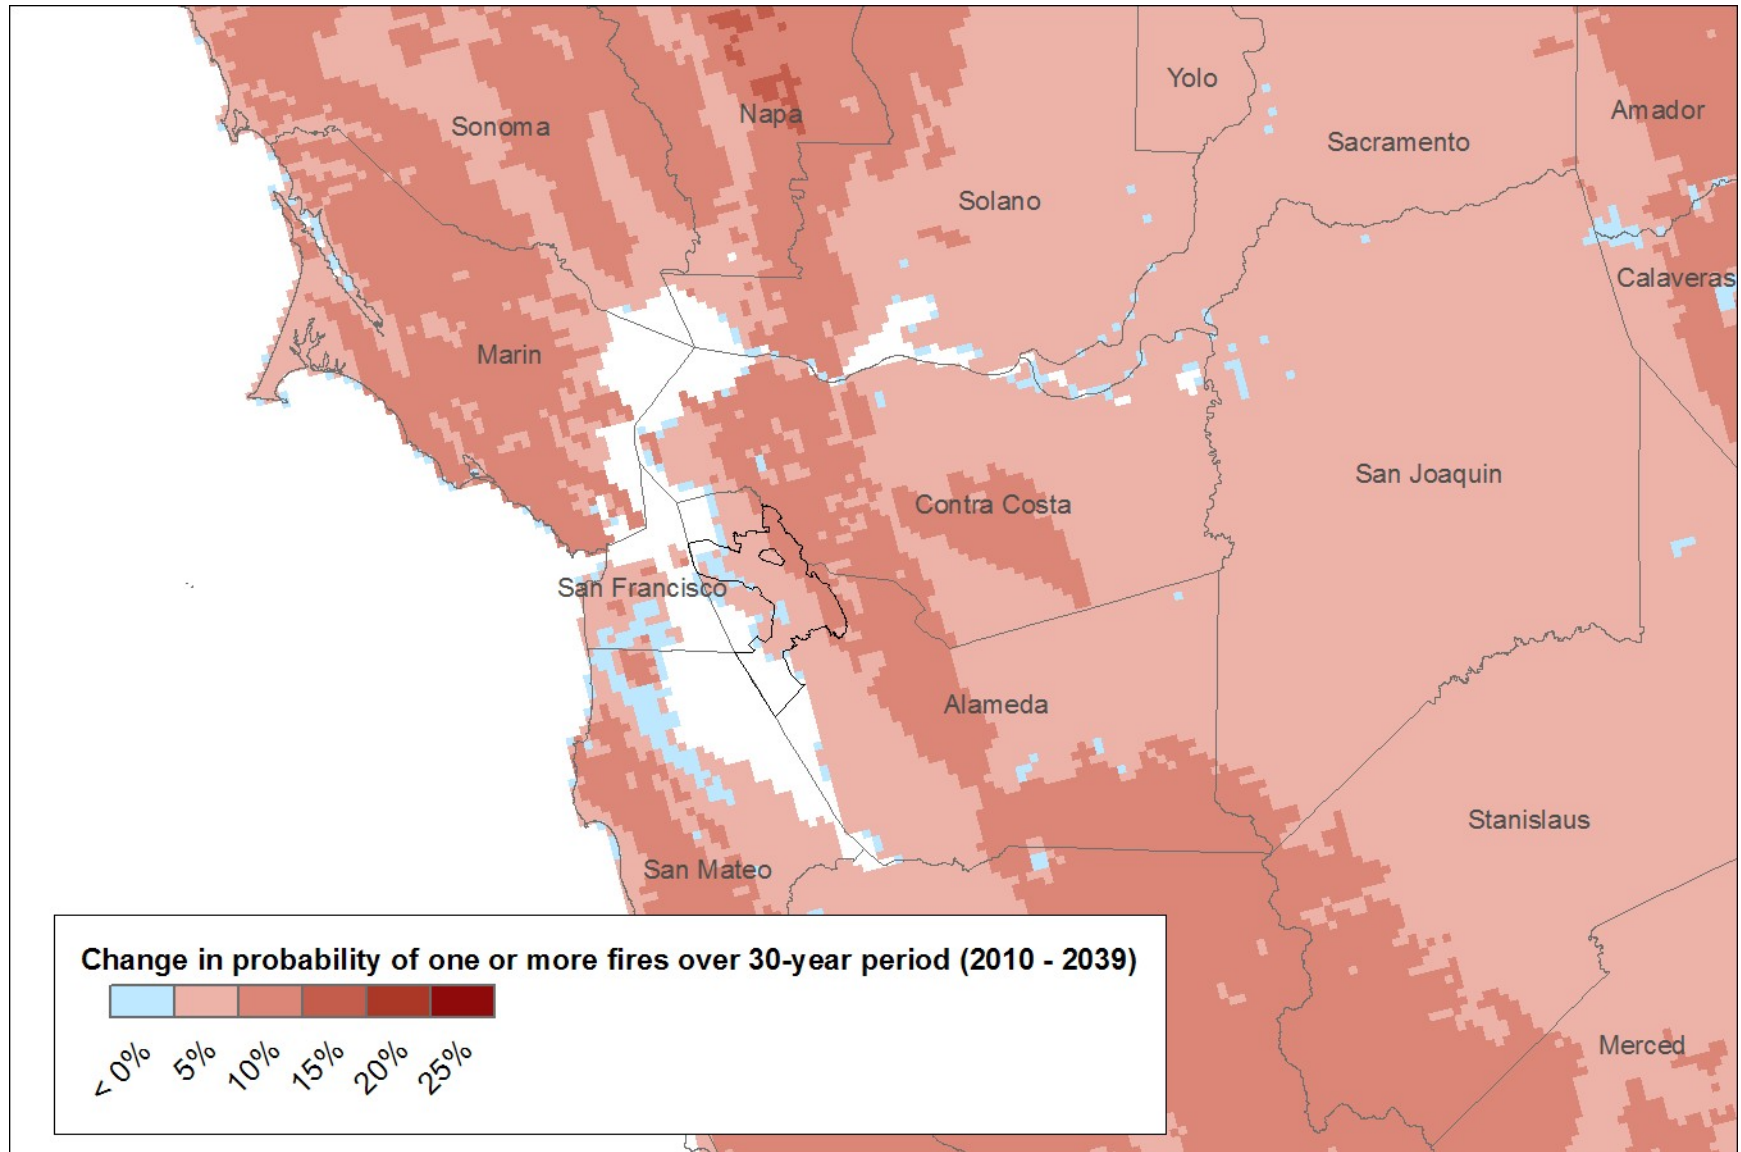 Yolo
Napa
Amador
Sonoma
Sacramento
Solano
Calaveras
Marin
San Joaquin
Contra Costa
San Francisco
Alameda
Stanislaus
San Mateo
Change in probability of one or more fires over 30-year period (2010 - 2039)
< 0% 5% 10% 15% 20% 25%
Merced